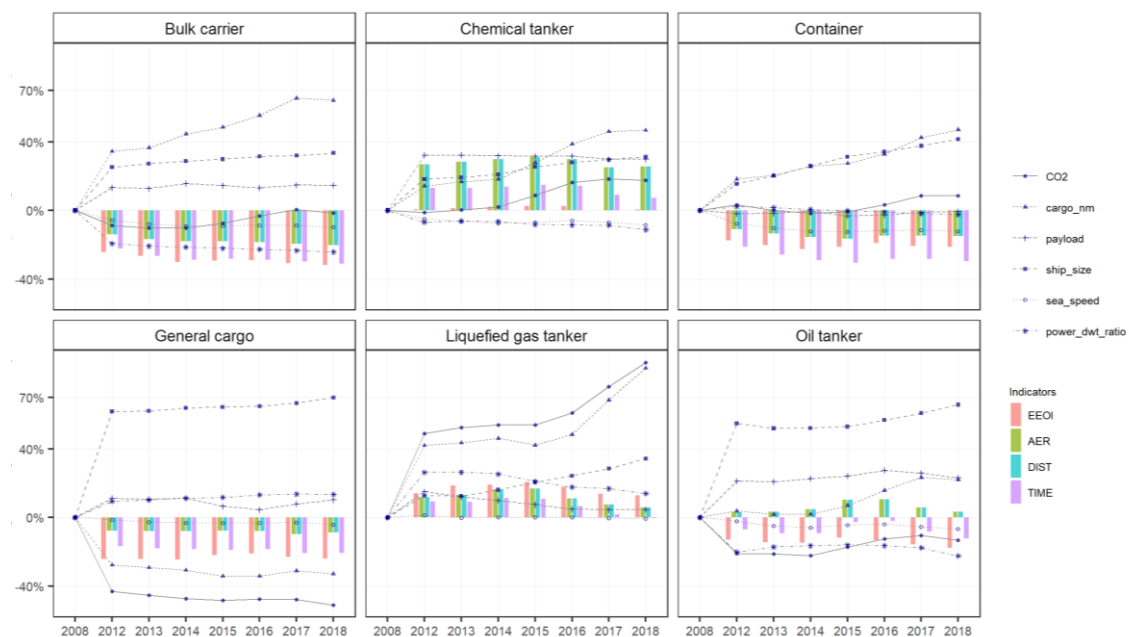 Bulk carrier
Chemical tanker
Container
70%
40%
0%
-40%
General cargo
Liquefied gas tanker
Oil tanker
70%
40%
0%
-40%
2008 2012 2013 2014 2015 2016 2017 2018
2008 2012 2013 2014 2015 2016 2017 2018
2008 2012 2013 2014 2015 2016 2017 2018
CO2
cargo_nm
payload
ship_size
sea_speed
power_dwt_ratio
Indicators
EEOI
AER
DIST
TIME